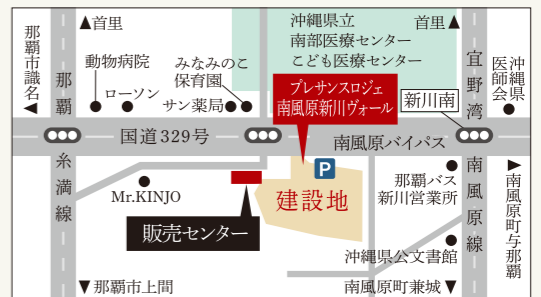 ▲首里
沖縄県立
南部医療センター
こども医療センター
首里▲
那覇市識名▼
動物病院
ローソン
みなみのこ
保育園
サン薬局
プレサンスロジェ
南風原新川ヴォール
新川南
沖縄県
医師会
那覇糸満線
国道329号
南風原バイパス
宜野湾南風原線
P
Mr.KINJO
建設地
販売センター
那覇バス
新川営業所
▲南風原町与那覇
沖縄県公文書館
▼那覇市上間
南風原町兼城▼